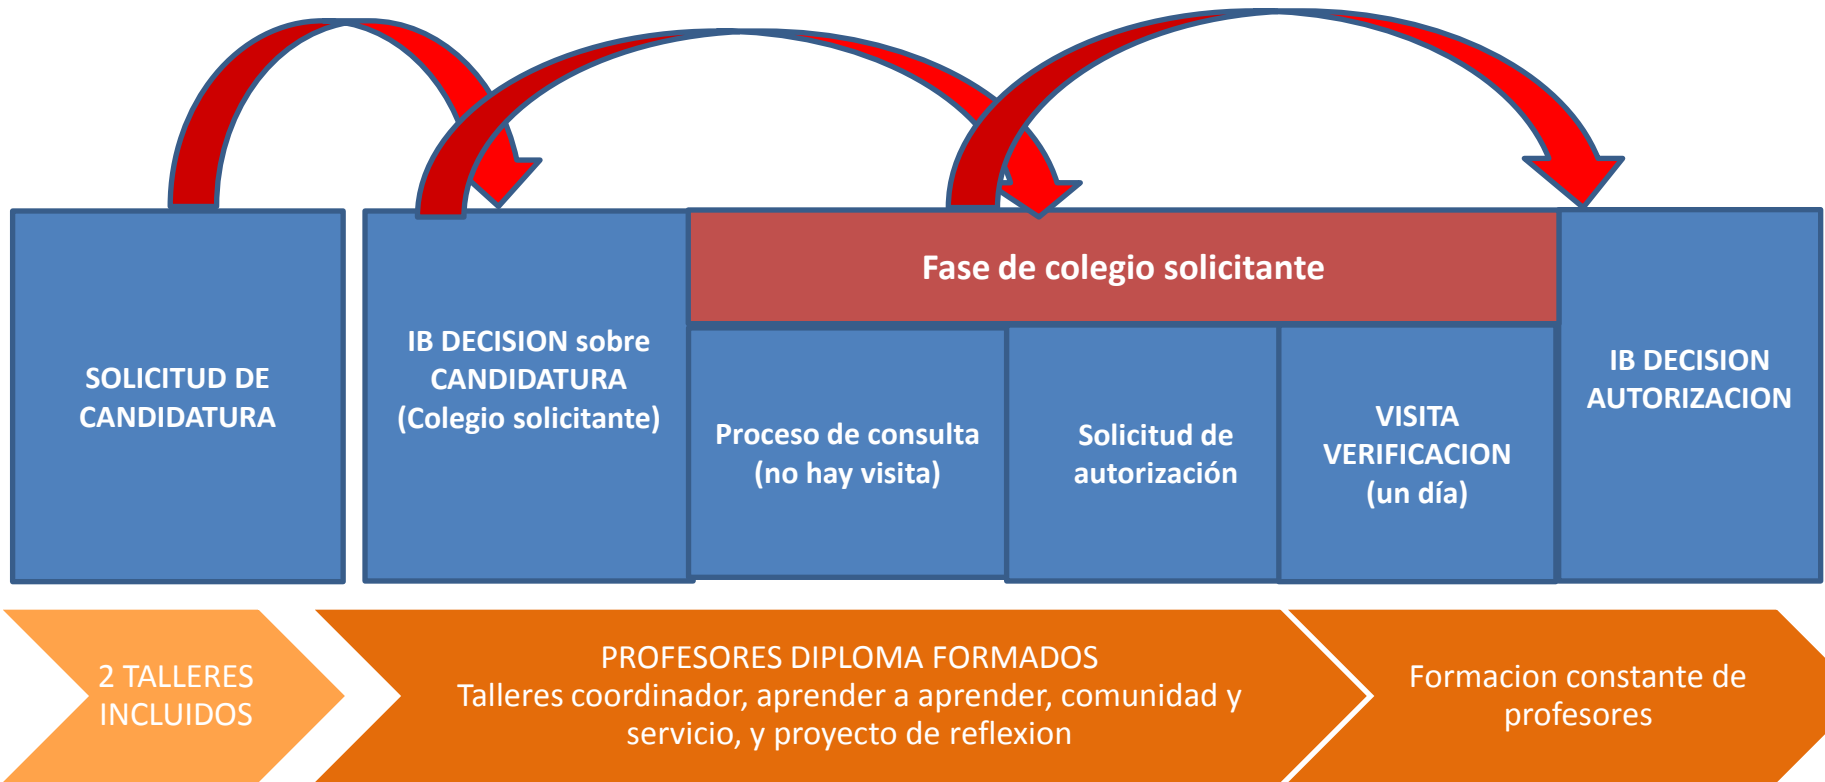 SOLICITUD DE
CANDIDATURA
IB DECISION sobre
CANDIDATURA
(Colegio solicitante)
Fase de colegio solicitante
Proceso de consulta
(no hay visita)
Solicitud de
autorización
VISITA
VERIFICACION
(un día)
IB DECISION
AUTORIZACION
2 TALLERES
INCLUIDOS
PROFESORES DIPLOMA FORMADOS
Talleres coordinador, aprender a aprender, comunidad y
servicio, y proyecto de reflexion
Formacion constante de
profesores